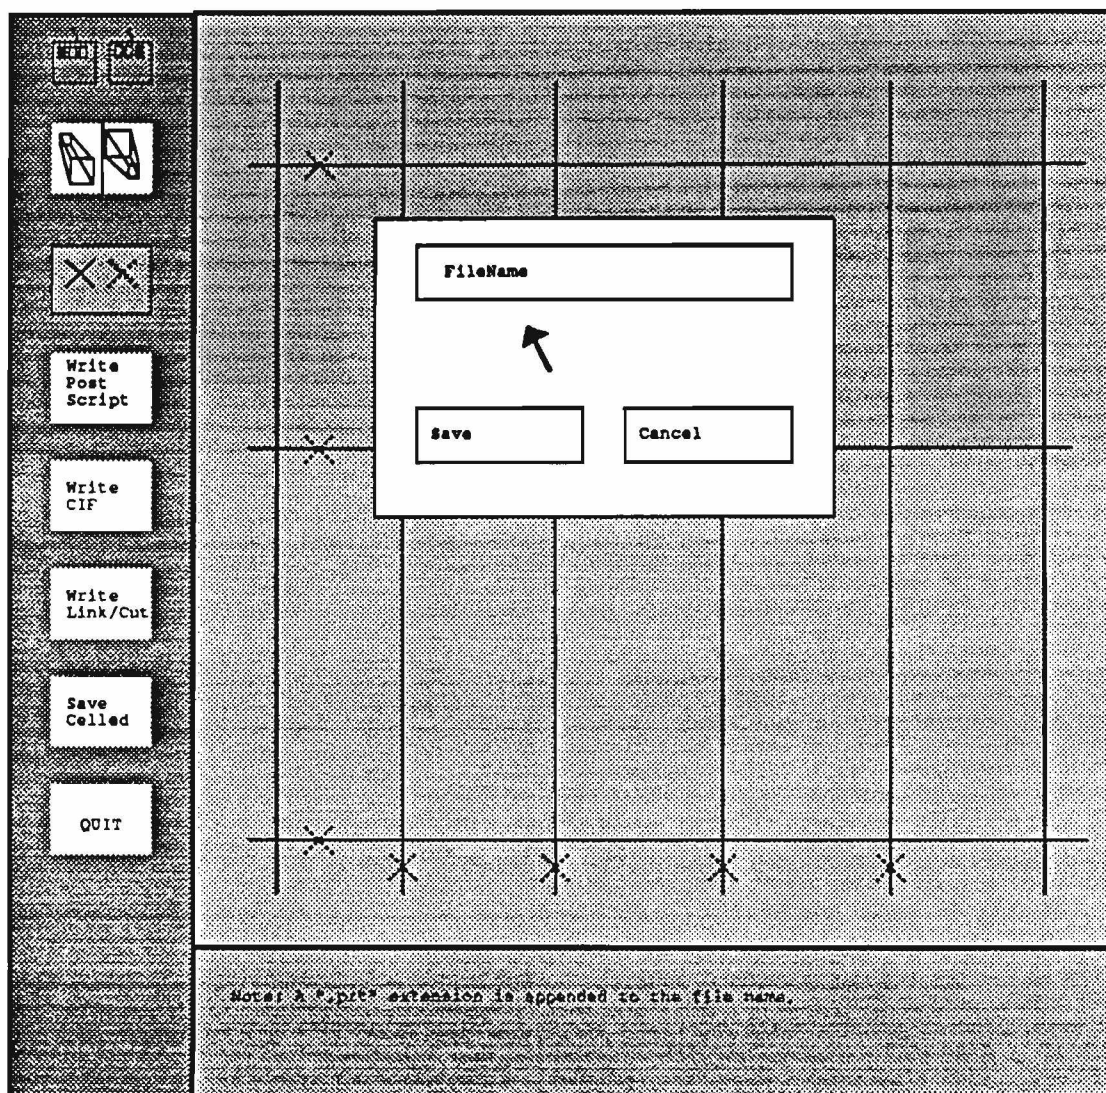 FileName
Save
Cancel
Write
Post
Script
Write
CIF
Write
Link/Cut
Save
Celled
QUIT
Note: A ".prt" extension is appended to the file name.